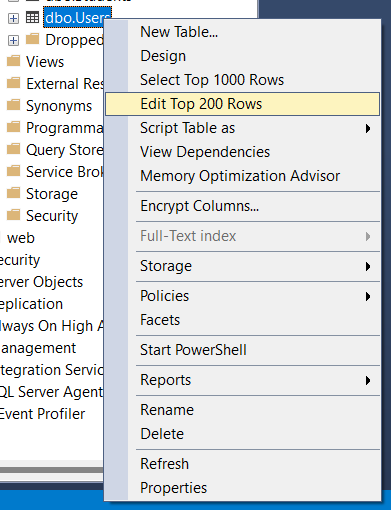 dbo.Users
Dropped
Views
External Res
Synonyms
Programma
Query Store
Service Brok
Storage
Security
web
ecurity
erver Objects
eplication
lways On High A
anagement
ntegration Servic
QL Server Agent
Event Profiler
New Table...
Design
Select Top 1000 Rows
Edit Top 200 Rows
Script Table as
View Dependencies
Memory Optimization Advisor
Encrypt Columns...
Full-Text index
Storage
Policies
Facets
Start PowerShell
Reports
Rename
Delete
Refresh
Properties